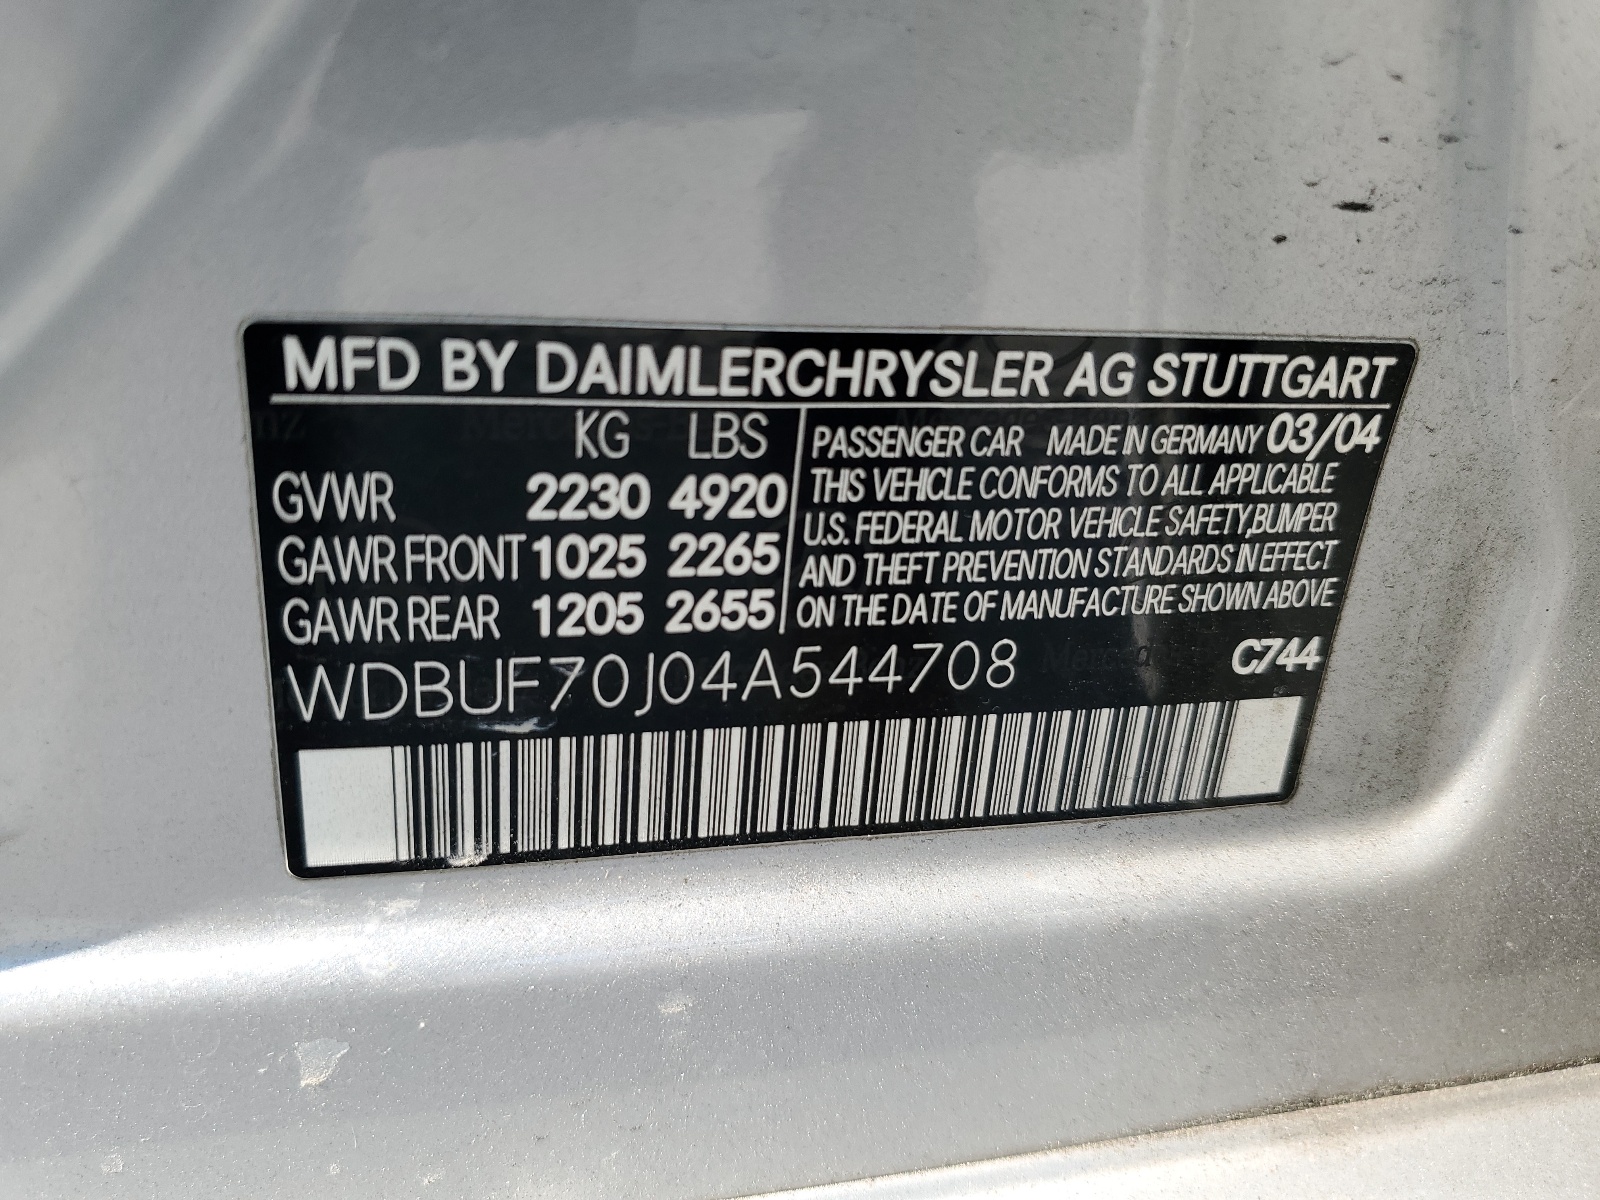 MFD BY DAIMLERCHRYSLER AG STUTTGART
KG LBS
GVWR 2230 4920
GAWR FRONT 1025 2265
GAWR REAR 1205 2655
PASSENGER CAR MADE IN GERMANY 03/04
THIS VEHICLE CONFORMS TO ALL APPLICABLE
U.S. FEDERAL MOTOR VEHICLE SAFETY, BUMPER
AND THEFT PREVENTION STANDARDS IN EFFECT
ON THE DATE OF MANUFACTURE SHOWN ABOVE
WDBUF70J04A544708 C744